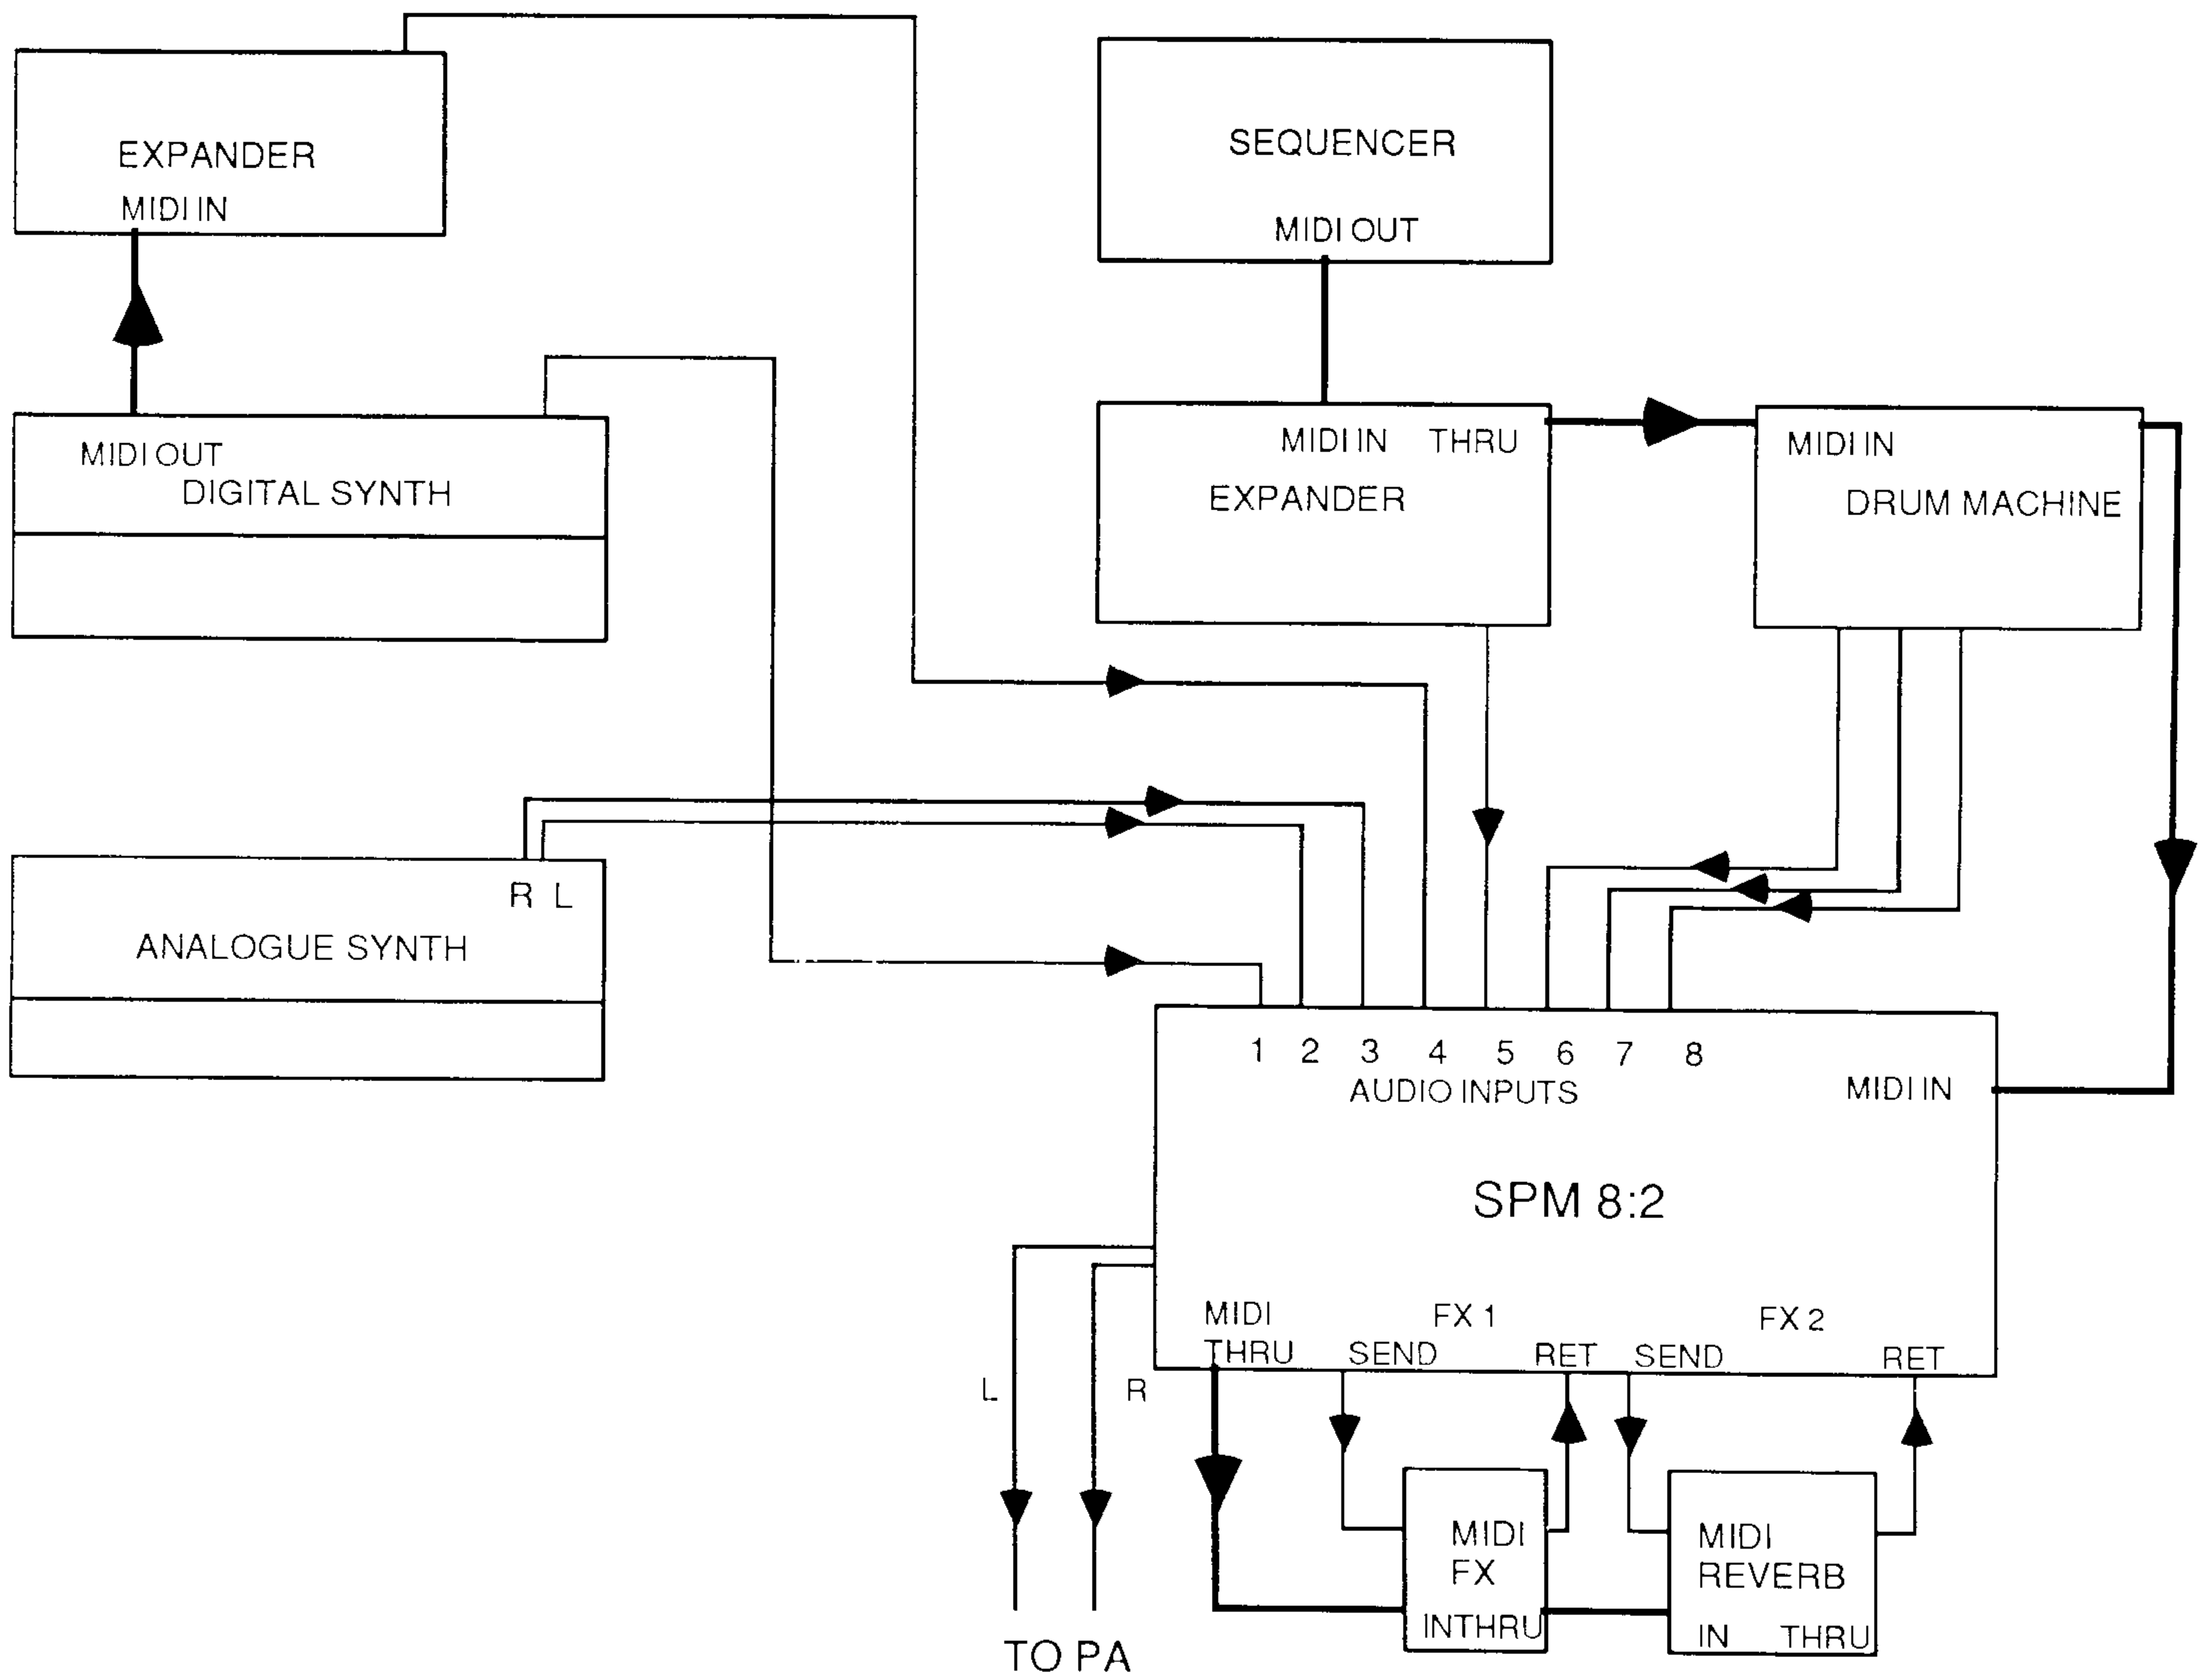 EXPANDER
MIDI IN
SEQUENCER
MIDI OUT
MIDI OUT
DIGITAL SYNTH
MIDI IN THRU
EXPANDER
MIDI IN
DRUM MACHINE
R L
ANALOGUE SYNTH
1 2 3 4 5 6 7 8
AUDIO INPUTS
MIDI IN
SPM 8:2
MIDI
THRU
FX 1
SEND RET
FX 2
SEND RET
L
R
MIDI
FX
INTHRU
MIDI
REVERB
IN THRU
TO PA